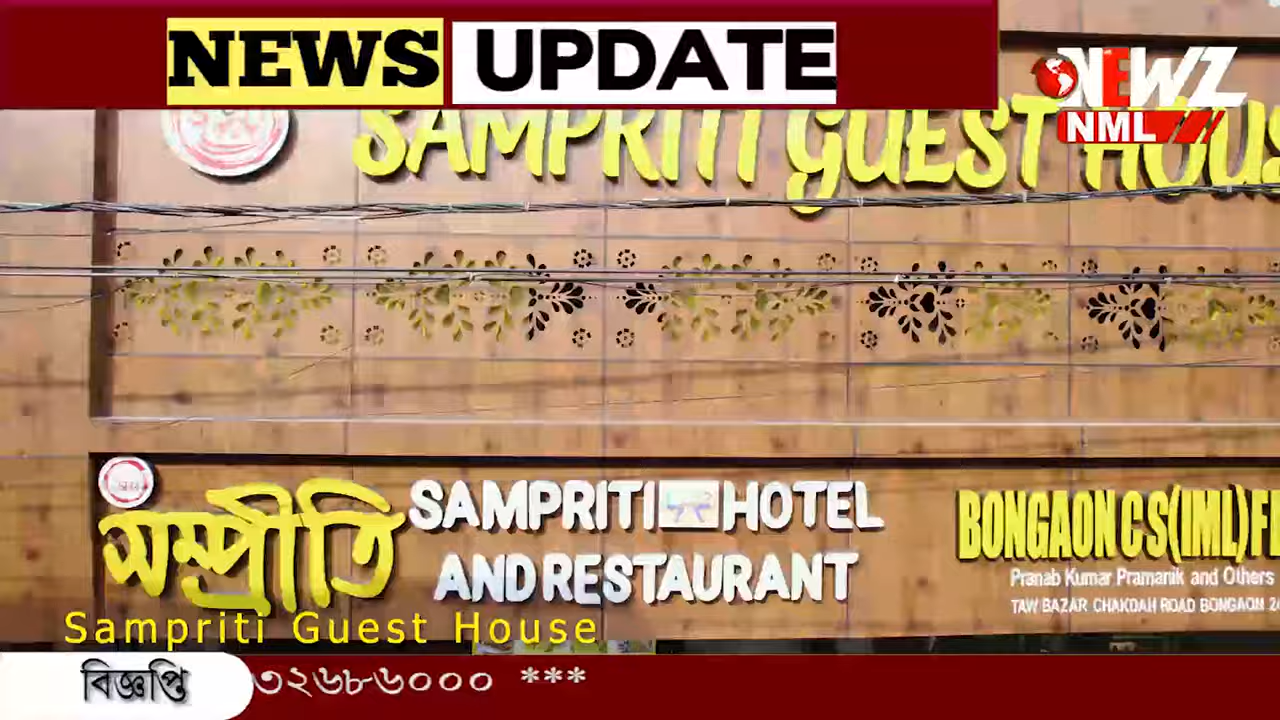 NEWS UPDATE
NEWZ
NML
SAMPRITI GUEST HOUS
সম্প্রীতি
SAMPRITI HOTEL
AND RESTAURANT
BONGAON C S(IML)F
Pranab Kumar Pramanik and Others
TAW BAZAR CHAKDAH ROAD BONGAON
Sampriti Guest House
বিজ্ঞপ্তি
৩২৬৮৬০০০ ***